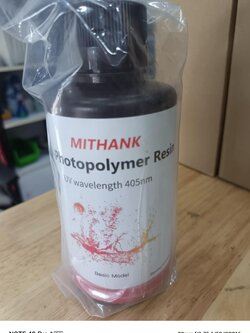 MITHANK
Photopolymer Resin
UV wavelength 405nm
Basic Model